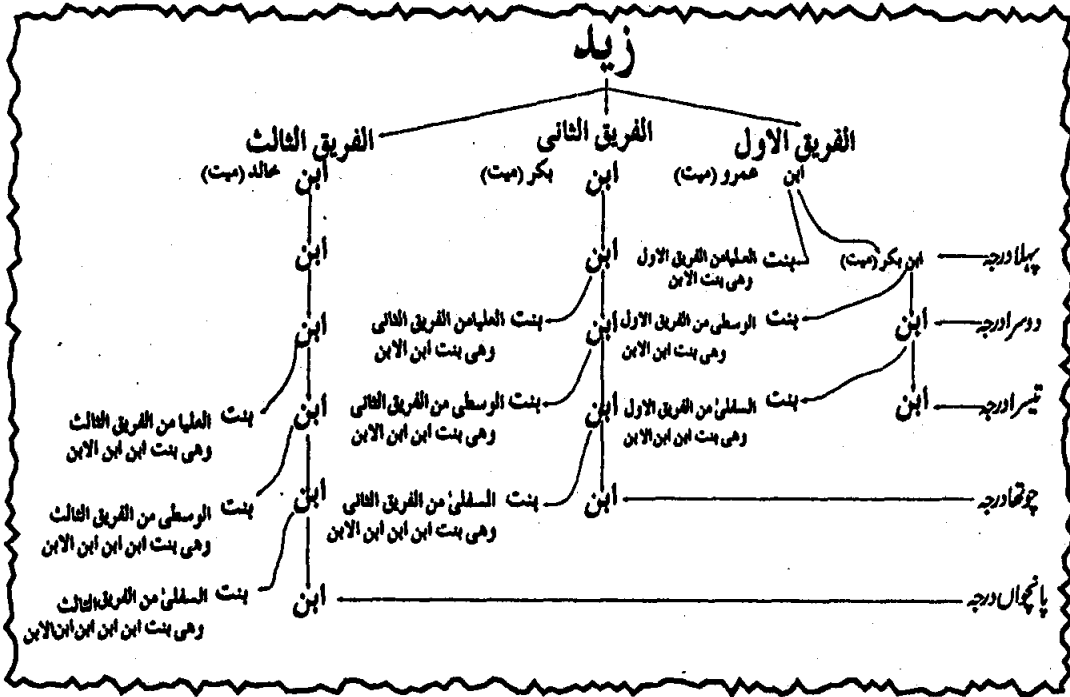 زید
الفریق الاول
الفریق الثانی
الفریق الثالث
ابن عمرو (میت)
ابن بکر (میت)
ابن خالد (میت)
پہلا درجہ
ابن بکر (میت)
بنت العلیا من الفریق الاول
وهی بنت الابن
ابن
ابن
دوسرا درجہ
ابن
بنت الوسطی من الفریق الاول
وهی بنت ابن الابن
ابن
بنت العلیا من الفریق الثانی
وهی بنت ابن الابن
ابن
تیسرا درجہ
ابن
بنت السفلیٰ من الفریق الاول
وهی بنت ابن ابن الابن
ابن
بنت الوسطی من الفریق الثانی
وهی بنت ابن ابن الابن
ابن
بنت العلیا من الفریق الثالث
وهی بنت ابن ابن الابن
چوتھا درجہ
ابن
بنت السفلیٰ من الفریق الثانی
وهی بنت ابن ابن ابن الابن
ابن
بنت الوسطی من الفریق الثالث
وهی بنت ابن ابن ابن الابن
پانچواں درجہ
ابن
بنت السفلیٰ من الفریق الثالث
وهی بنت ابن ابن ابن ابن الابن